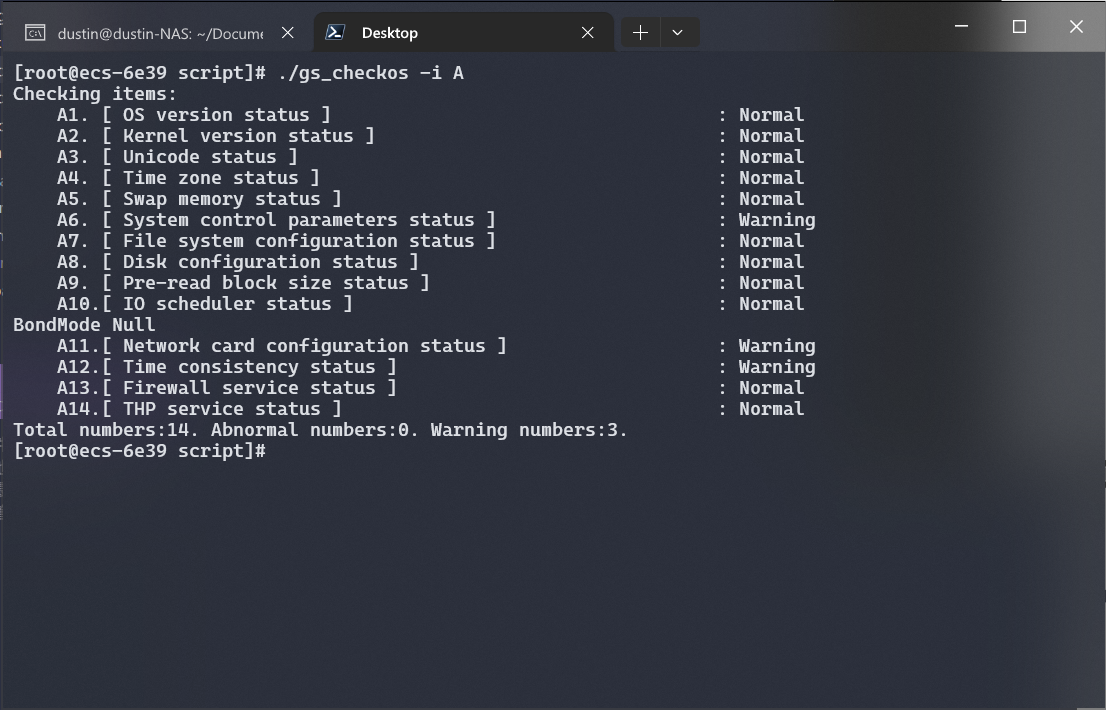 dustin@dustin-NAS: ~/Docume
Desktop
[root@ecs-6e39 script]# ./gs_checkos -i A
Checking items:
    A1. [ OS version status ]                                   : Normal
    A2. [ Kernel version status ]                               : Normal
    A3. [ Unicode status ]                                      : Normal
    A4. [ Time zone status ]                                    : Normal
    A5. [ Swap memory status ]                                  : Normal
    A6. [ System control parameters status ]                    : Warning
    A7. [ File system configuration status ]                    : Normal
    A8. [ Disk configuration status ]                           : Normal
    A9. [ Pre-read block size status ]                          : Normal
    A10.[ IO scheduler status ]                                 : Normal
BondMode Null
    A11.[ Network card configuration status ]                   : Warning
    A12.[ Time consistency status ]                             : Warning
    A13.[ Firewall service status ]                             : Normal
    A14.[ THP service status ]                                  : Normal
Total numbers:14. Abnormal numbers:0. Warning numbers:3.
[root@ecs-6e39 script]#